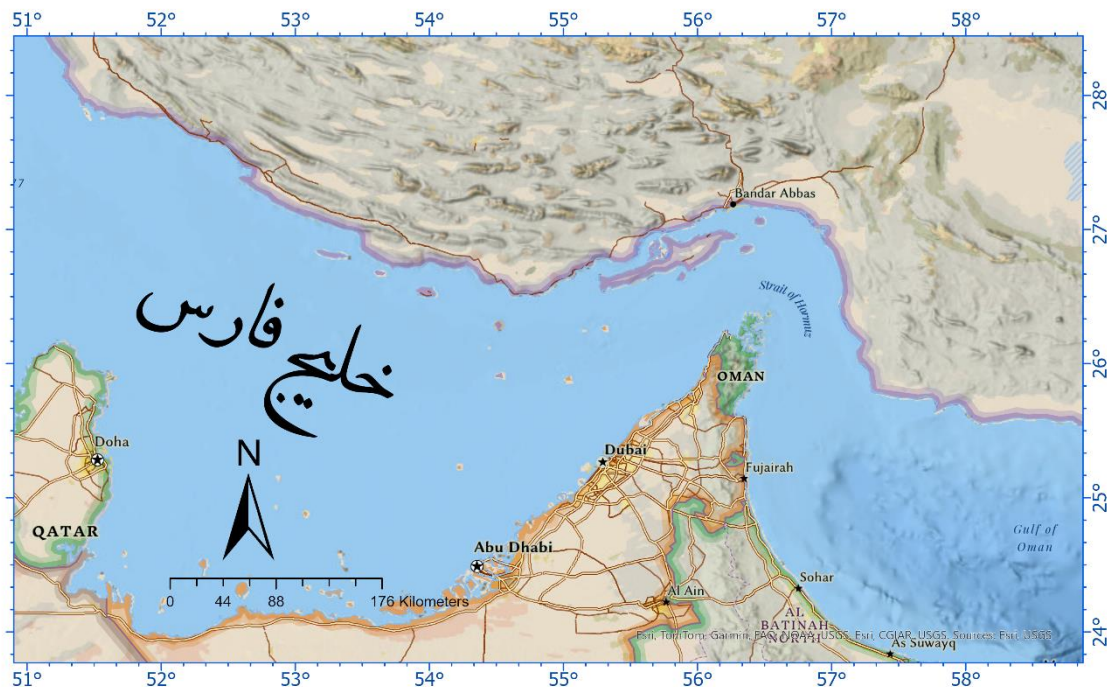 51° 52° 53° 54° 55° 56° 57° 58°
28°
27°
26°
25°
24°
17
Bandar Abbas
Strait of Hormuz
خلیج فارس
OMAN
Doha
Dubai
Fujairah
N
QATAR
Gulf of
Oman
Abu Dhabi
0 44 88 176 Kilometers
Sohar
Al Ain
AL
BATINAH
NORTH
Esri, TomTom, Garmin, FAO, NOAA, USGS, Esri, CGIAR, USGS, Sources: Esri, USGS
As Suwayq
51° 52° 53° 54° 55° 56° 57° 58°